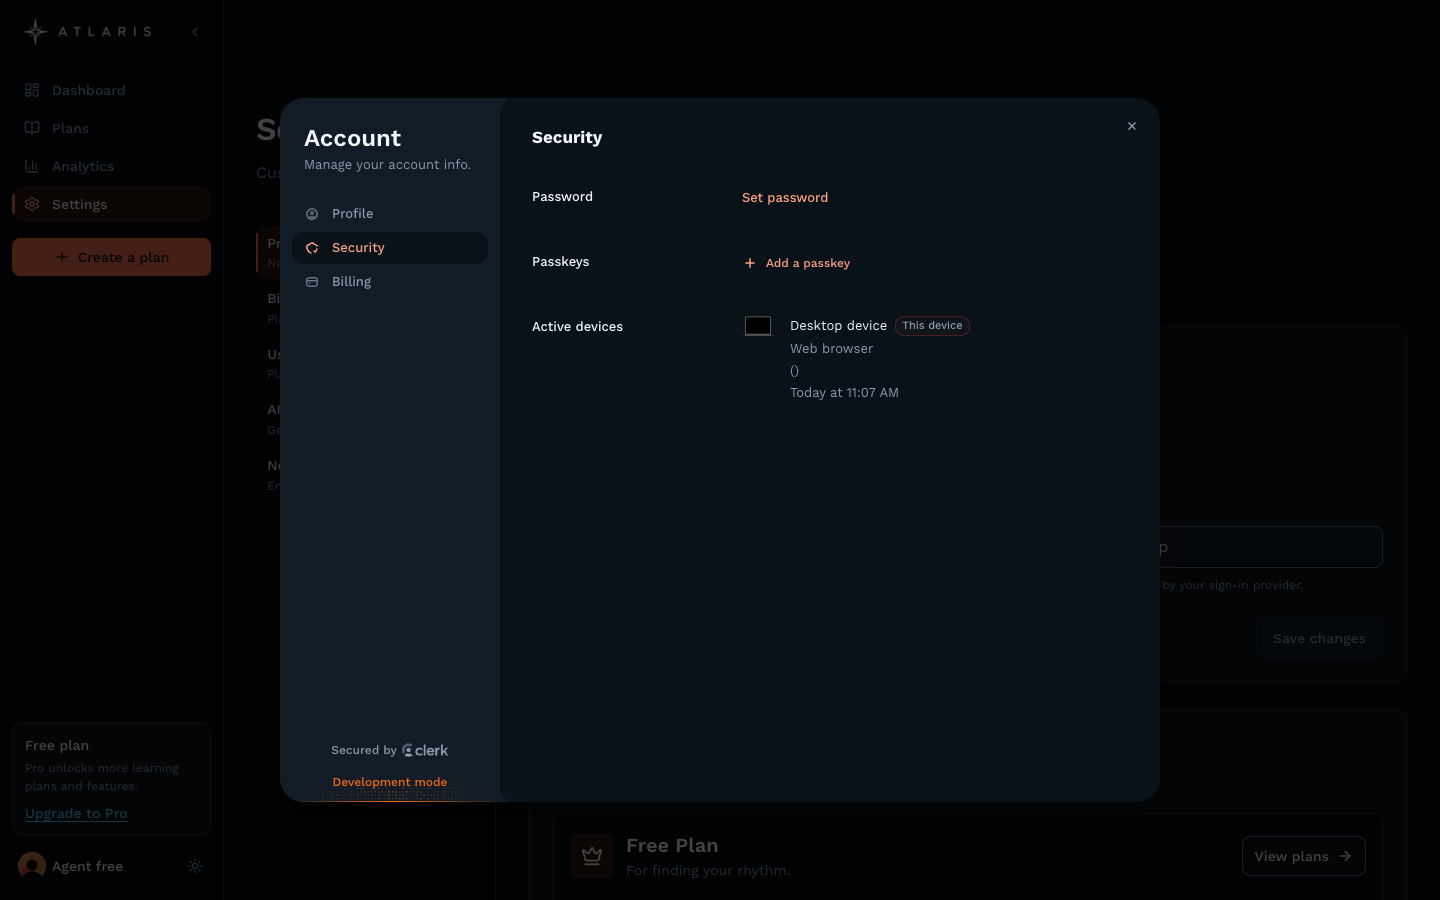 ATLARIS
Dashboard
Plans
Analytics
Settings
Create a plan
Free plan
Pro unlocks more learning
plans and features.
Upgrade to Pro
Agent free
Account
Manage your account info.
Profile
Security
Billing
Secured by clerk
Development mode
Security
Password
Set password
Passkeys
Add a passkey
Active devices
Desktop device
This device
Web browser
()
Today at 11:07 AM
by your sign-in provider.
Save changes
Free Plan
For finding your rhythm.
View plans